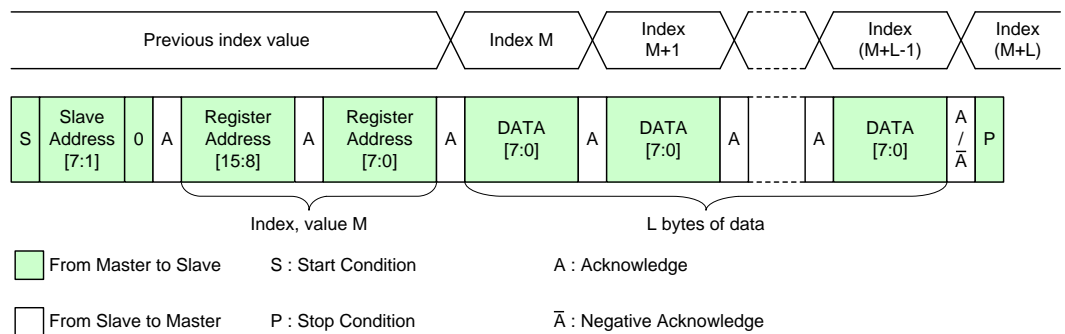 Previous index value
Index M
Index
M+1
Index
(M+L-1)
Index
(M+L)
S
Slave
Address
[7:1]
0
A
Register
Address
[15:8]
A
Register
Address
[7:0]
A
DATA
[7:0]
A
DATA
[7:0]
A
A
DATA
[7:0]
A
/
A̅
P
Index, value M
L bytes of data
From Master to Slave
S : Start Condition
A : Acknowledge
From Slave to Master
P : Stop Condition
A̅ : Negative Acknowledge